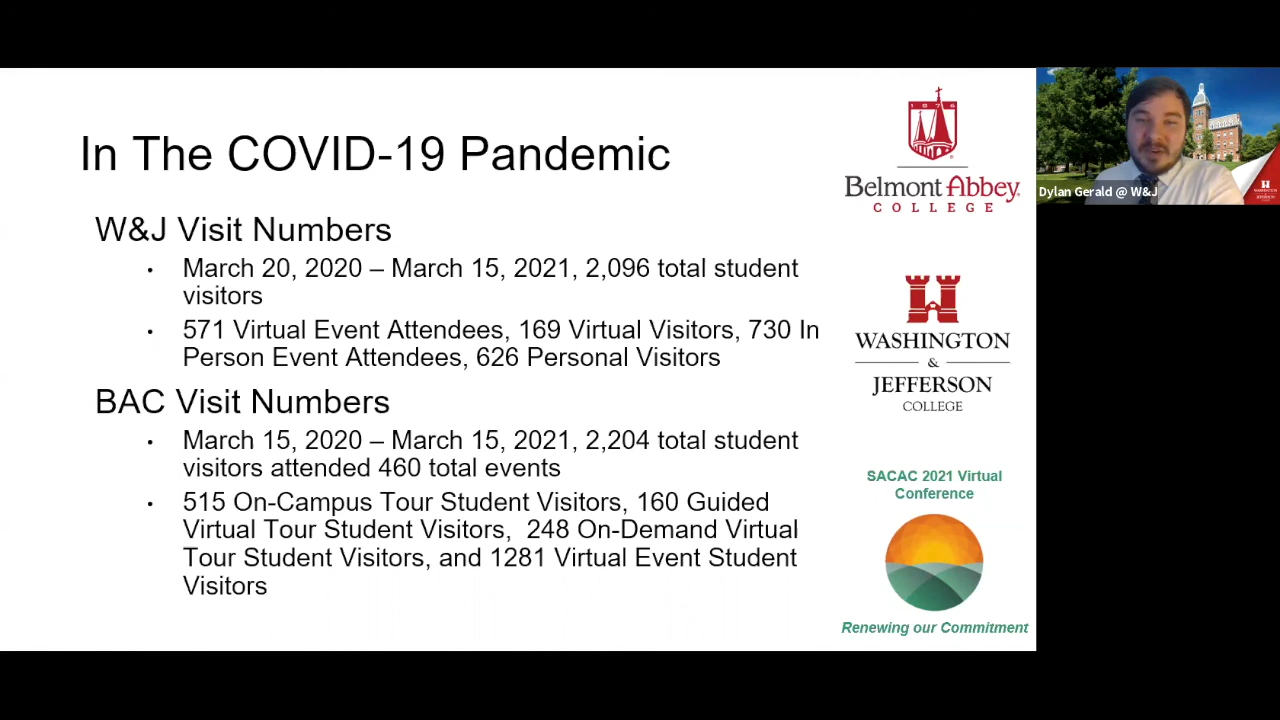 In The COVID-19 Pandemic
W&J Visit Numbers
• March 20, 2020 – March 15, 2021, 2,096 total student
visitors
• 571 Virtual Event Attendees, 169 Virtual Visitors, 730 In
Person Event Attendees, 626 Personal Visitors
BAC Visit Numbers
• March 15, 2020 – March 15, 2021, 2,204 total student
visitors attended 460 total events
• 515 On-Campus Tour Student Visitors, 160 Guided
Virtual Tour Student Visitors,  248 On-Demand Virtual
Tour Student Visitors, and 1281 Virtual Event Student
Visitors
1876
Belmont Abbey
COLLEGE
WASHINGTON
&
JEFFERSON
COLLEGE
SACAC 2021 Virtual
Conference
Renewing our Commitment
Dylan Gerald @ W&J